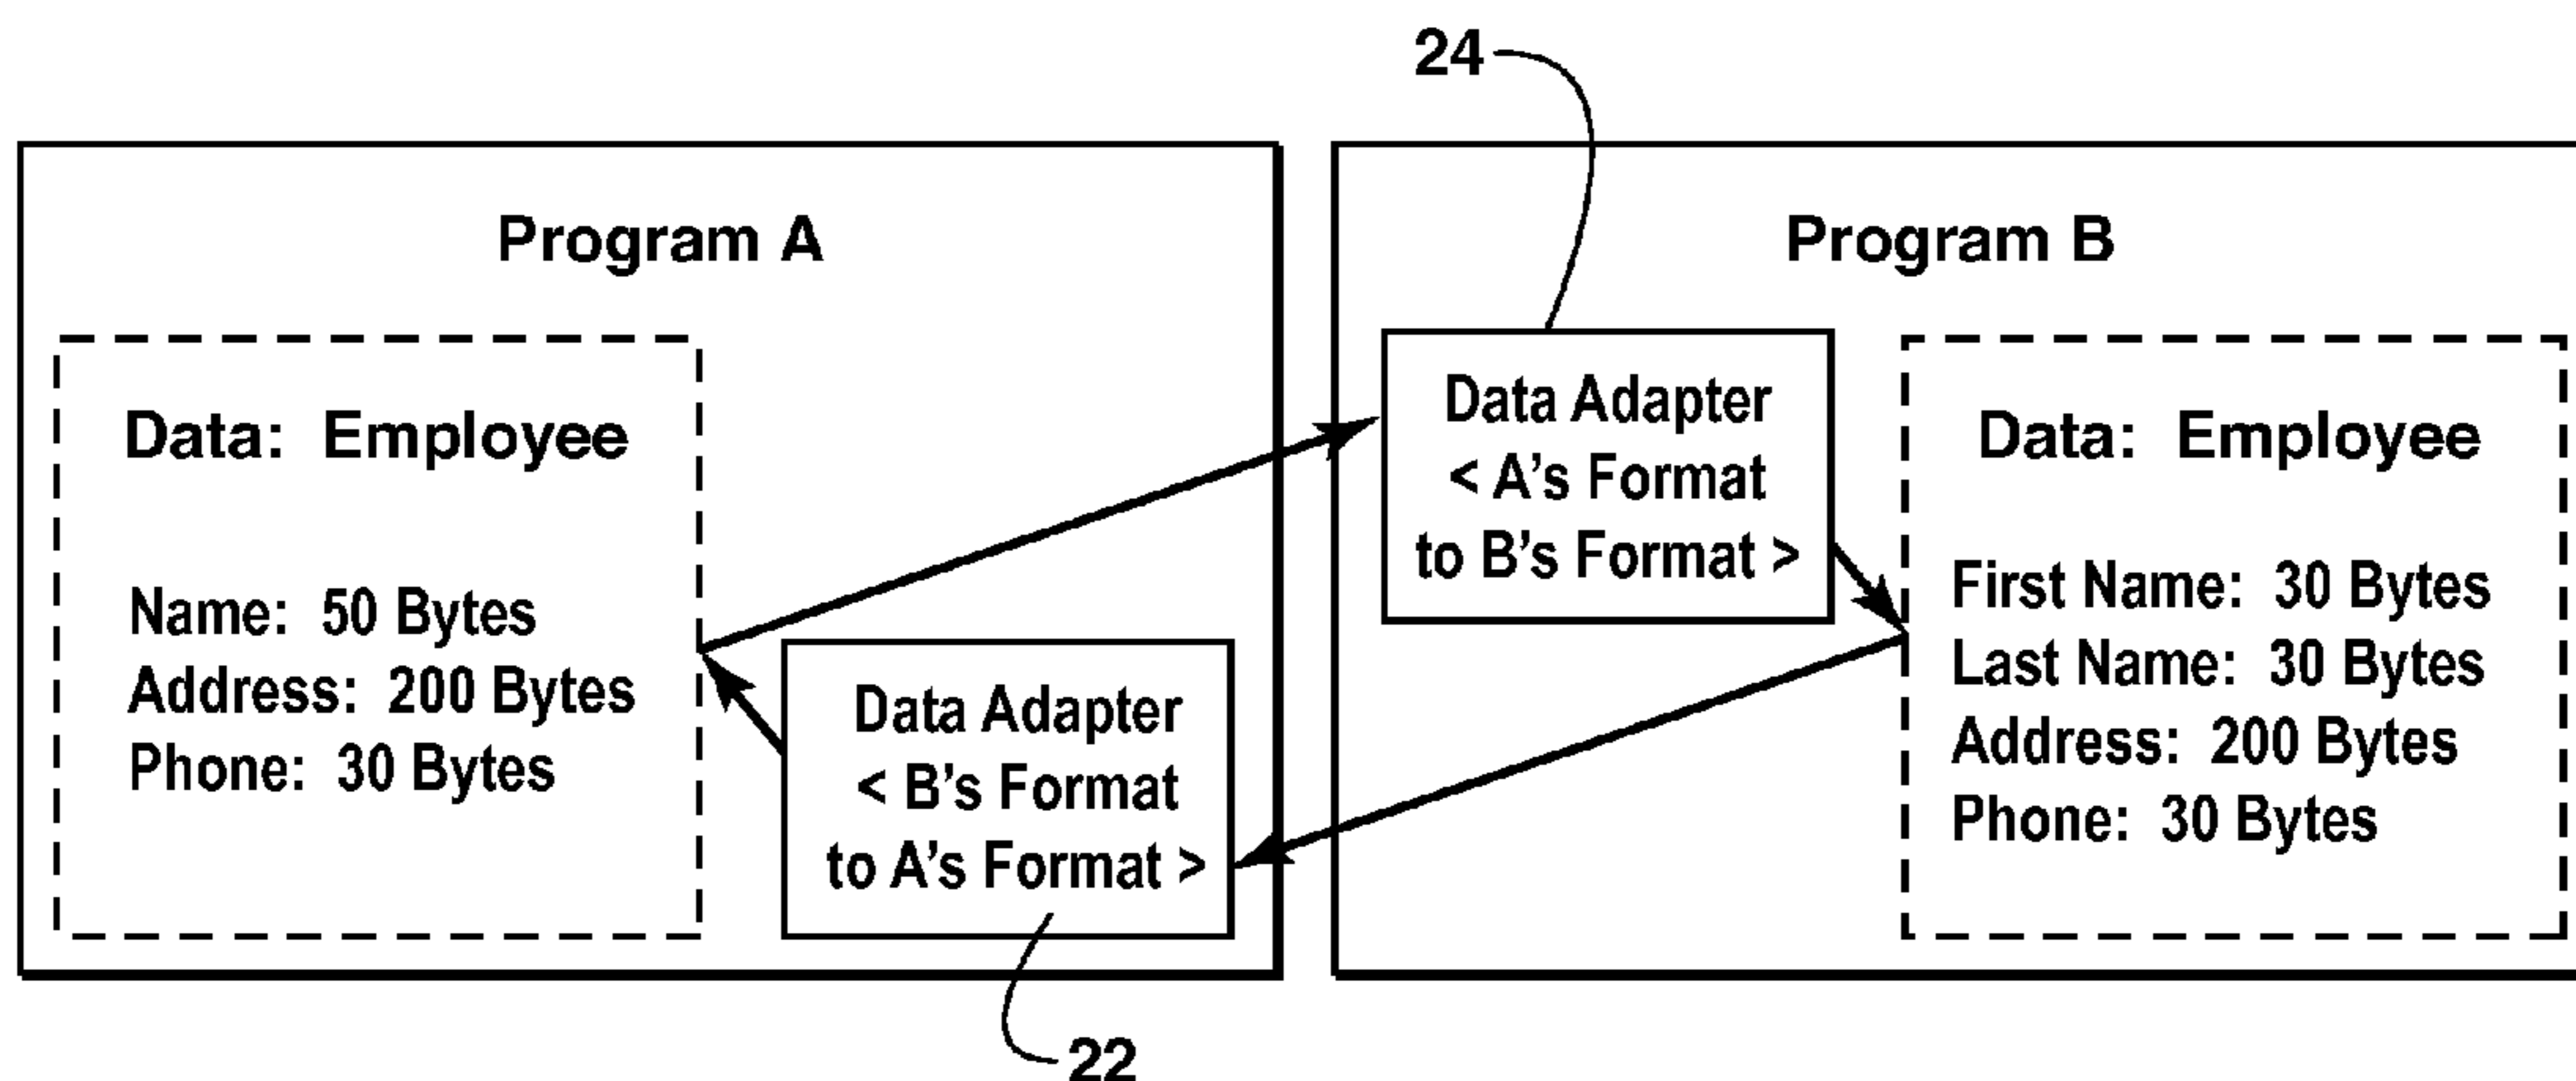 24
Program A
Data: Employee
Name: 50 Bytes
Address: 200 Bytes
Phone: 30 Bytes
Data Adapter
< B's Format
to A's Format >
22
Program B
Data Adapter
< A's Format
to B's Format >
Data: Employee
First Name: 30 Bytes
Last Name: 30 Bytes
Address: 200 Bytes
Phone: 30 Bytes